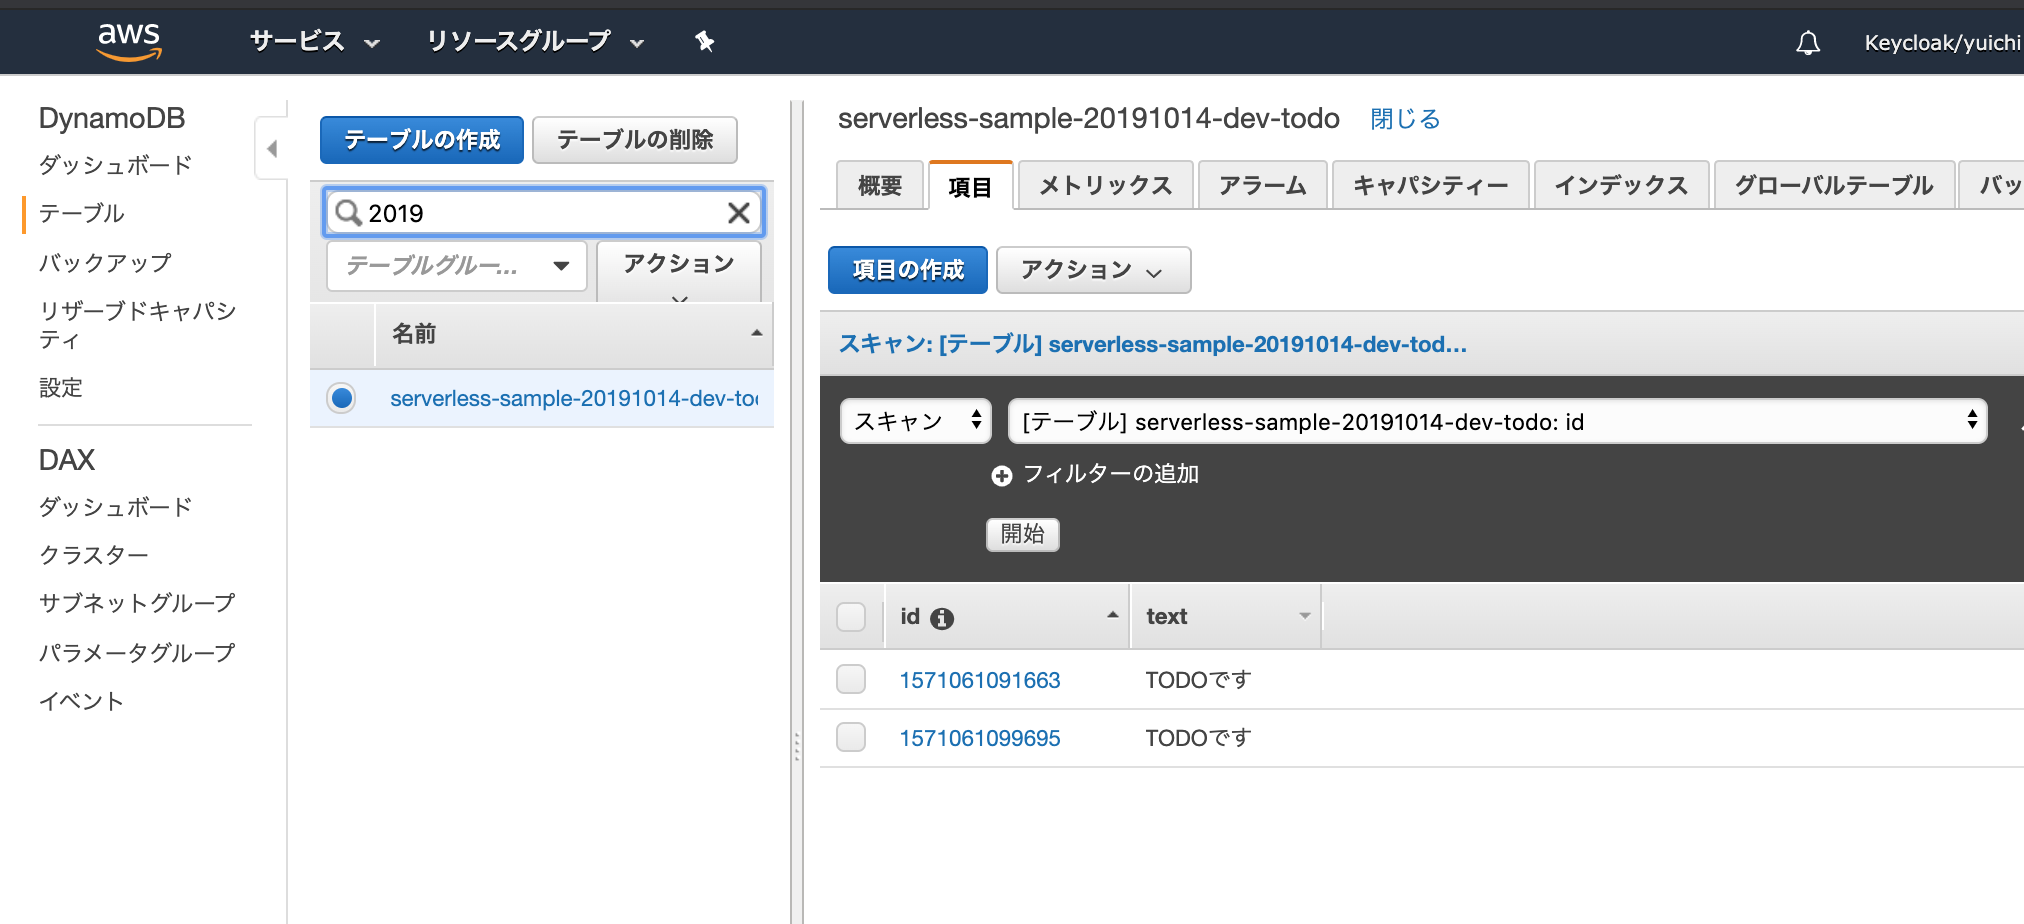 aws
サービス
リソースグループ
Keycloak/yuichi
DynamoDB
ダッシュボード
テーブル
バックアップ
リザーブドキャパシ
ティ
設定
DAX
ダッシュボード
クラスター
サブネットグループ
パラメータグループ
イベント
テーブルの作成
テーブルの削除
2019
テーブルグルー...
アクション
名前
serverless-sample-20191014-dev-to
serverless-sample-20191014-dev-todo 閉じる
概要
項目
メトリックス
アラーム
キャパシティー
インデックス
グローバルテーブル
バッ
項目の作成
アクション
スキャン: [テーブル] serverless-sample-20191014-dev-tod...
スキャン
[テーブル] serverless-sample-20191014-dev-todo: id
フィルターの追加
開始
id
text
1571061091663
TODOです
1571061099695
TODOです